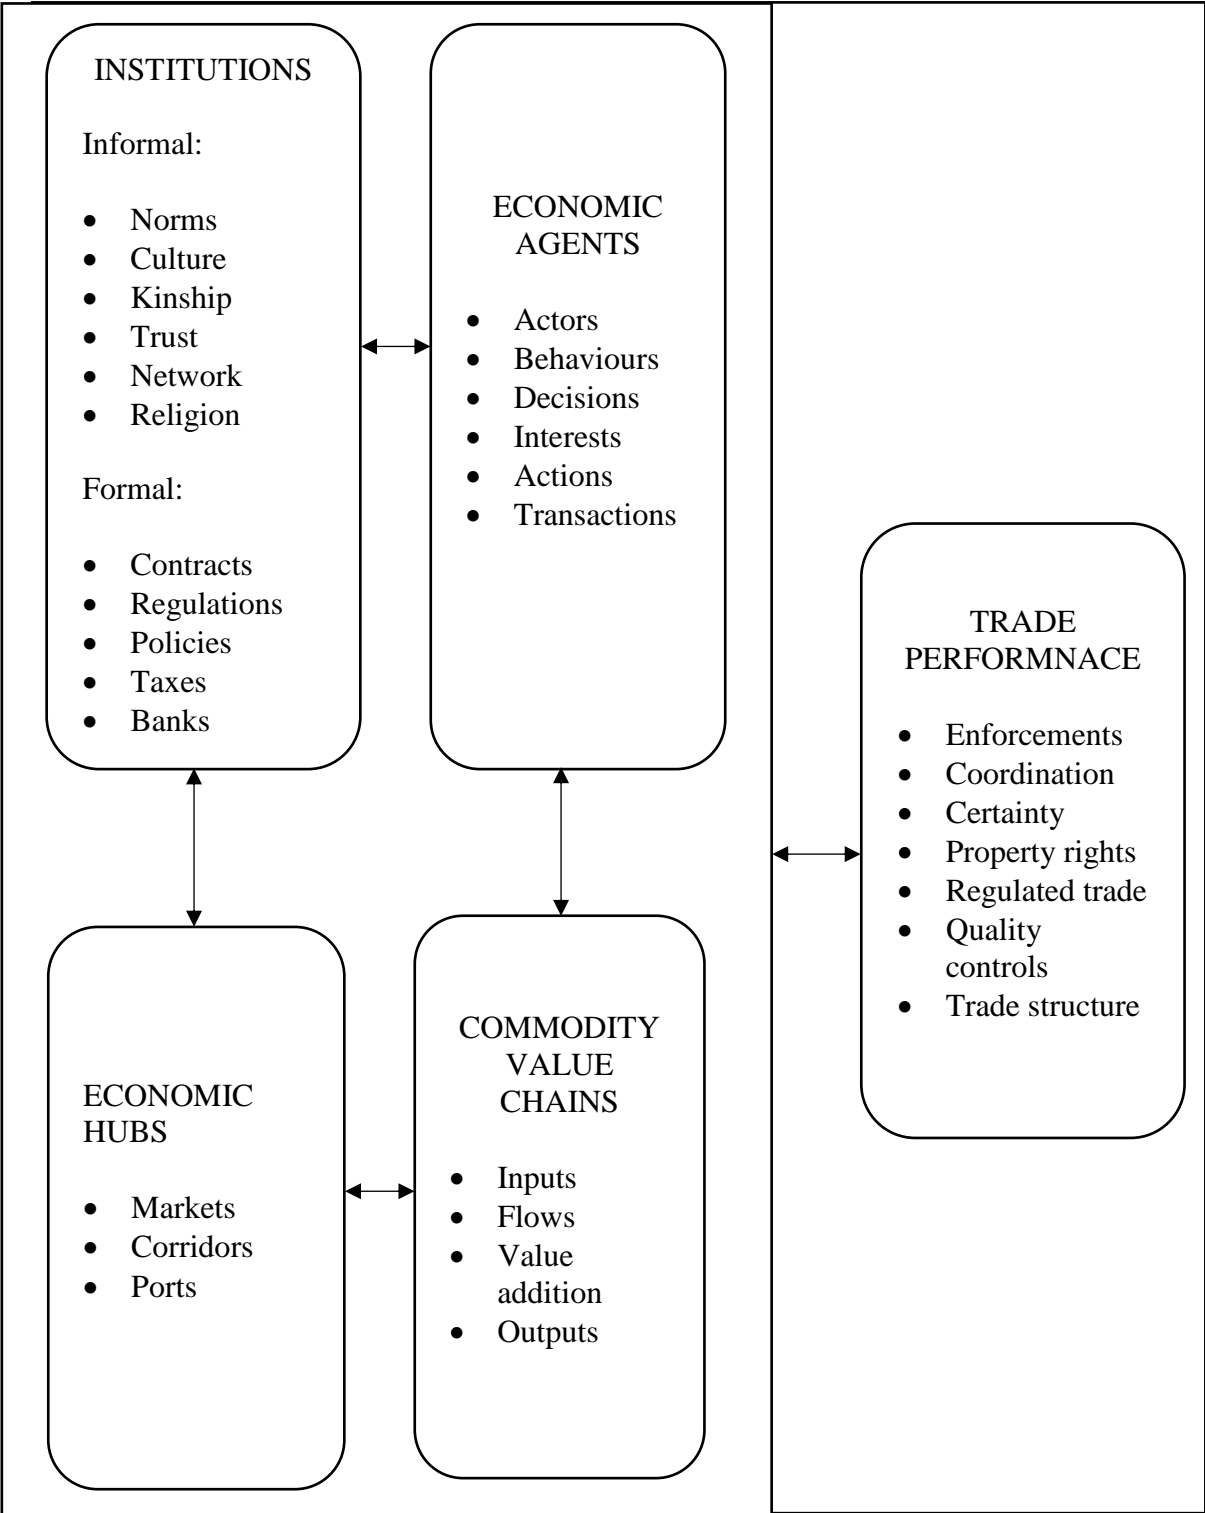 INSTITUTIONS
Informal:
• Norms
• Culture
• Kinship
• Trust
• Network
• Religion
Formal:
• Contracts
• Regulations
• Policies
• Taxes
• Banks
ECONOMIC
AGENTS
• Actors
• Behaviours
• Decisions
• Interests
• Actions
• Transactions
ECONOMIC
HUBS
• Markets
• Corridors
• Ports
COMMODITY
VALUE
CHAINS
• Inputs
• Flows
• Value
addition
• Outputs
TRADE
PERFORMNACE
• Enforcements
• Coordination
• Certainty
• Property rights
• Regulated trade
• Quality
controls
• Trade structure